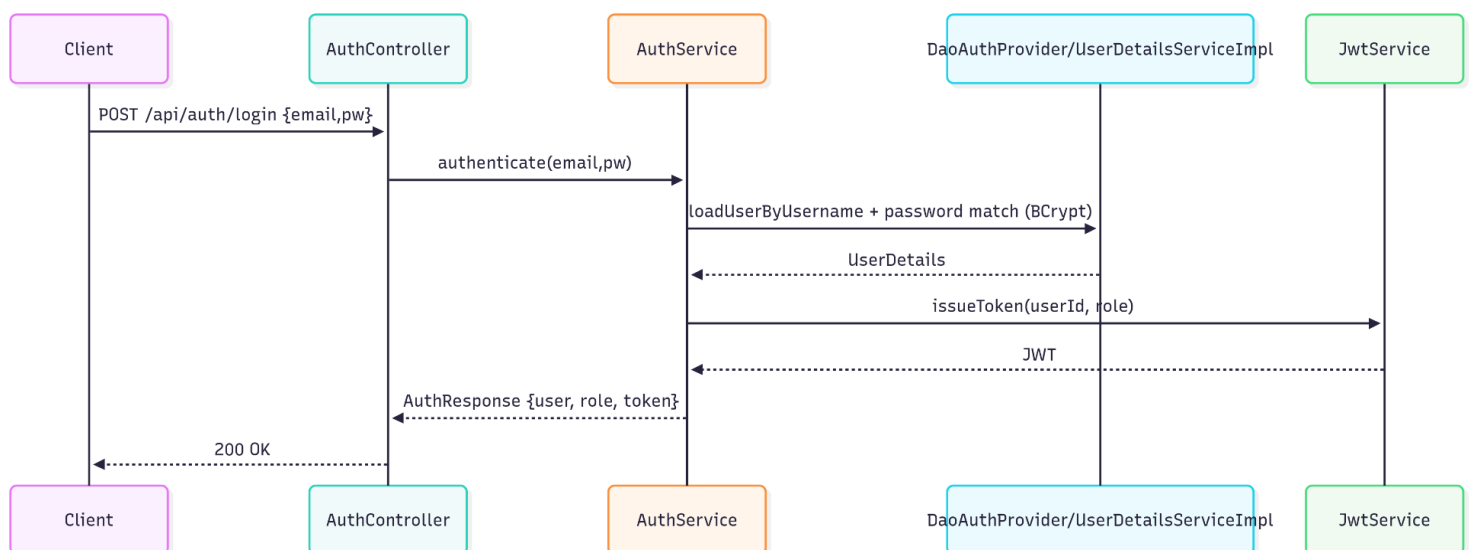 Client
AuthController
AuthService
DaoAuthProvider/UserDetailsServiceImpl
JwtService
POST /api/auth/login {email,pw}
authenticate(email,pw)
loadUserByUsername + password match (BCrypt)
UserDetails
issueToken(userId, role)
JWT
AuthResponse {user, role, token}
200 OK
Client
AuthController
AuthService
DaoAuthProvider/UserDetailsServiceImpl
JwtService